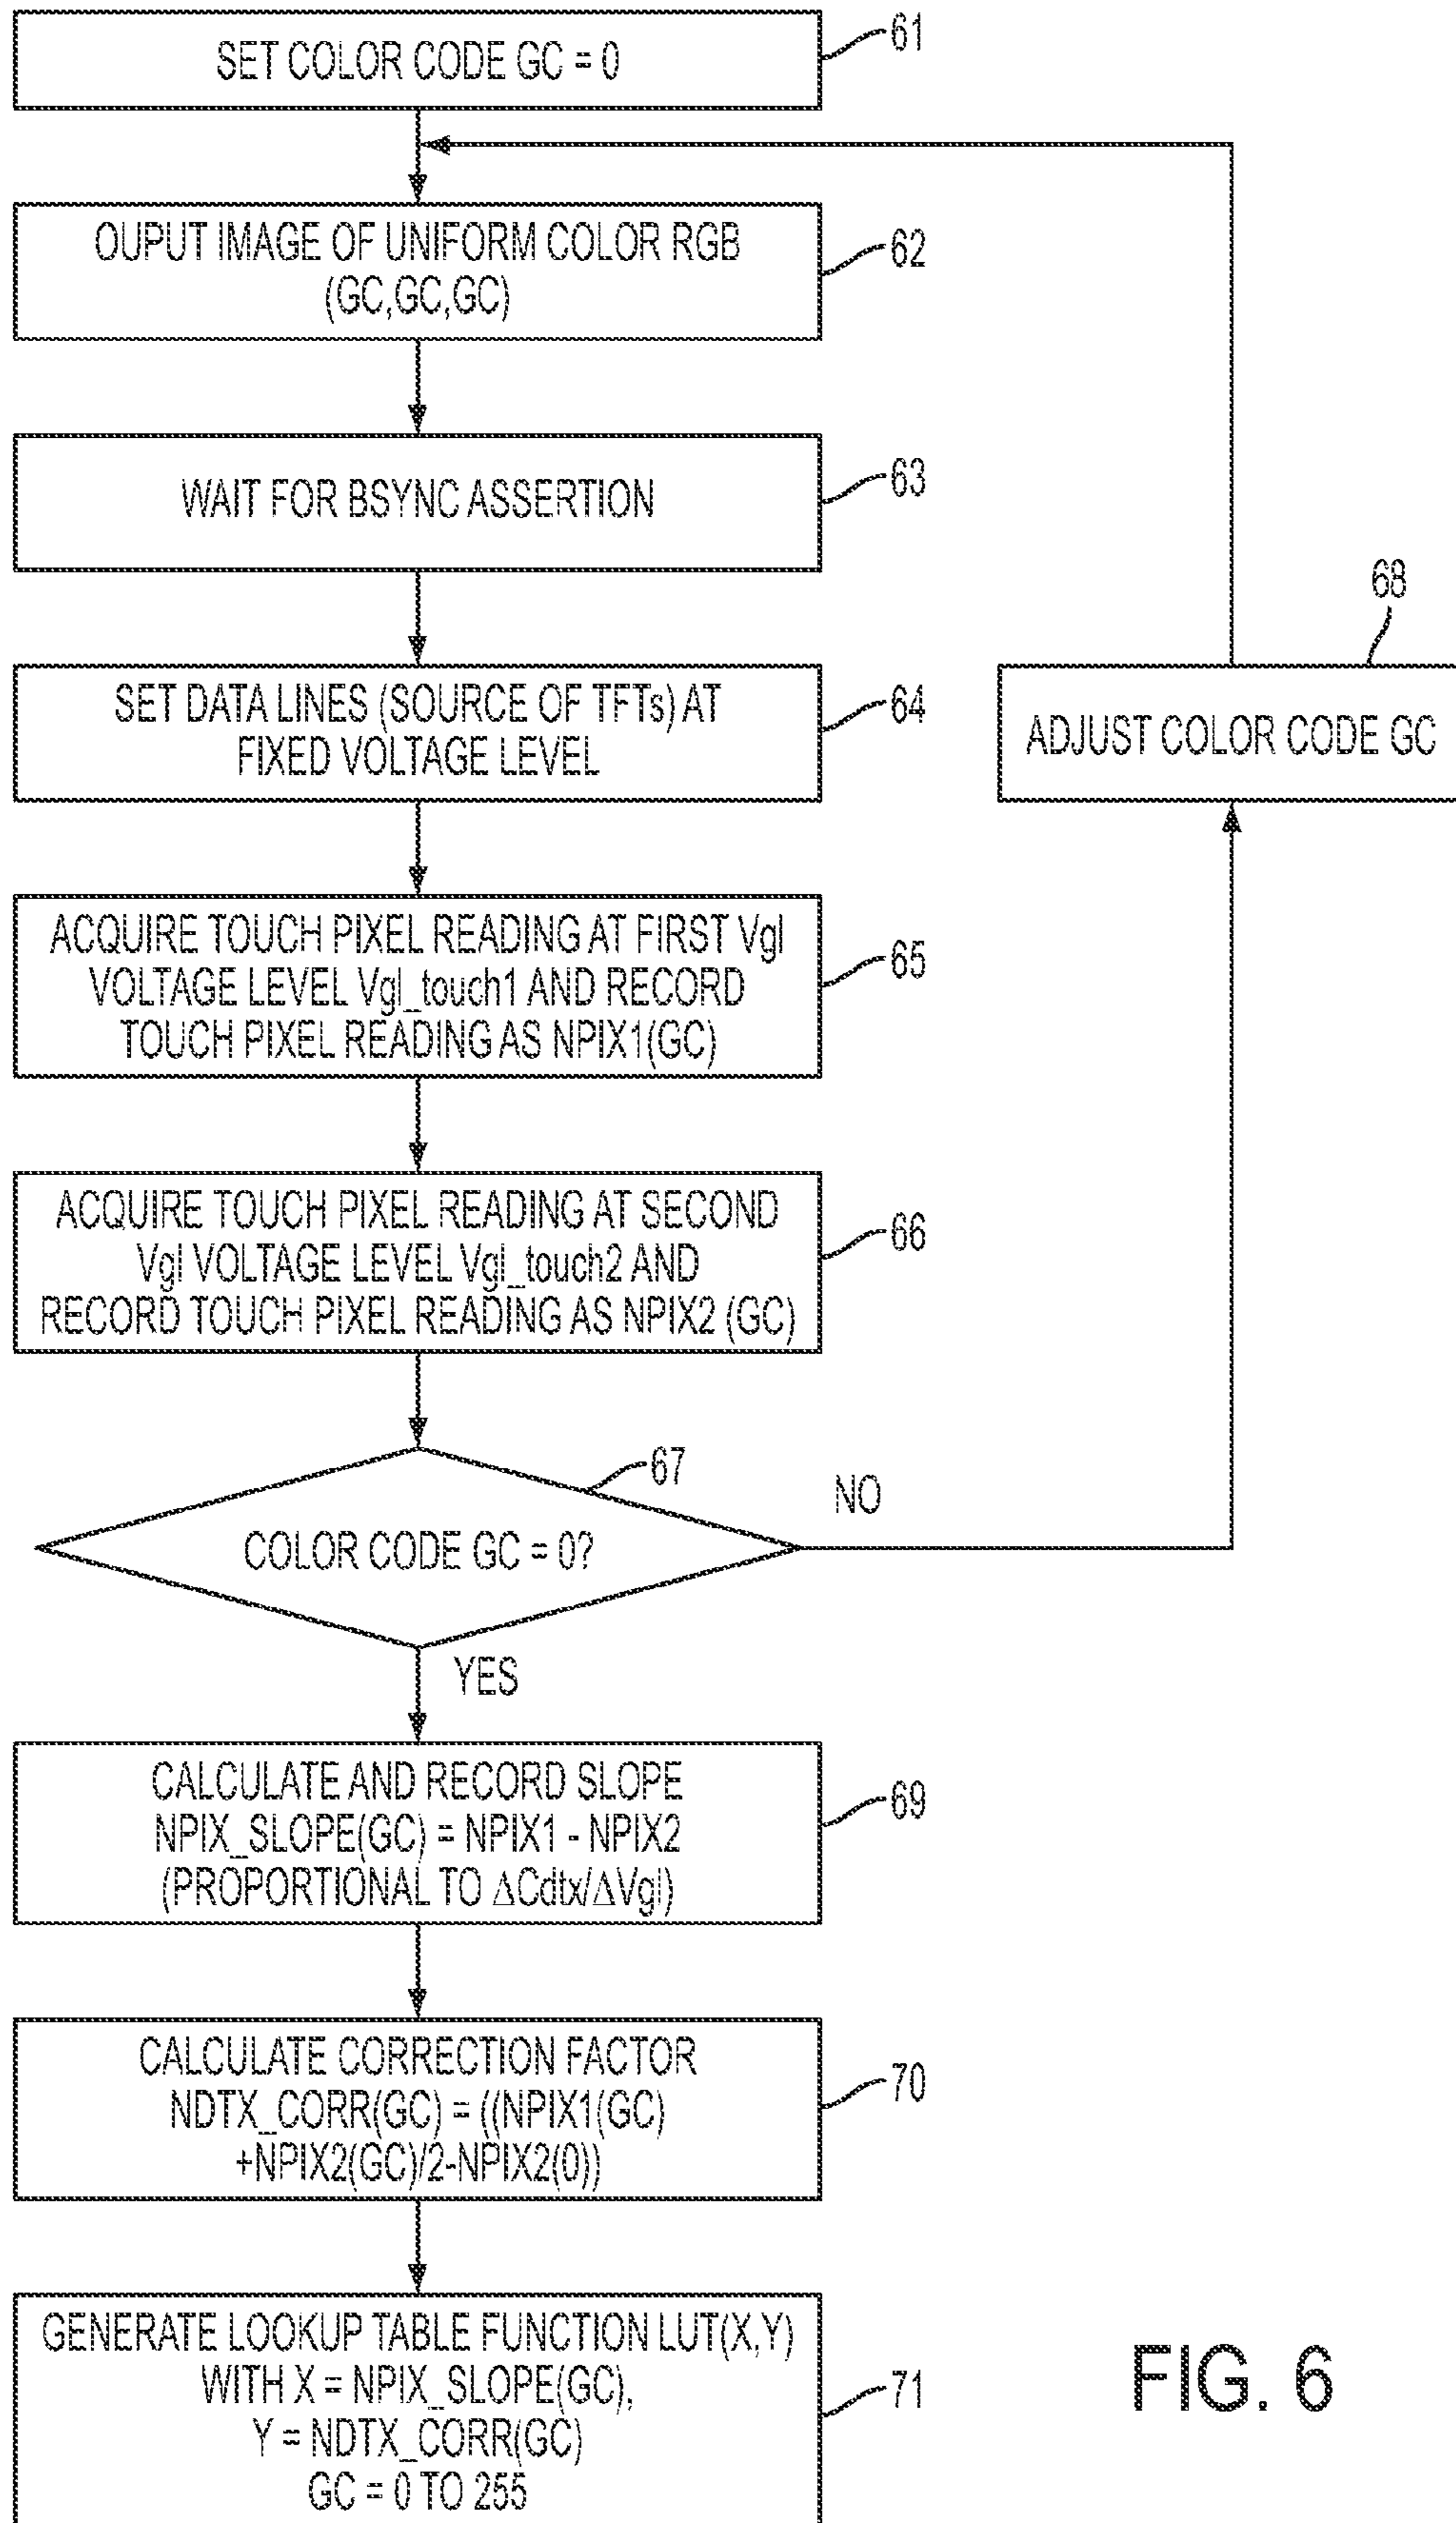 SET COLOR CODE GC = 0
61
OUPUT IMAGE OF UNIFORM COLOR RGB
(GC,GC,GC)
62
WAIT FOR BSYNC ASSERTION
63
SET DATA LINES (SOURCE OF TFTs) AT
FIXED VOLTAGE LEVEL
64
68
ADJUST COLOR CODE GC
ACQUIRE TOUCH PIXEL READING AT FIRST Vgl
VOLTAGE LEVEL Vgl_touch1 AND RECORD
TOUCH PIXEL READING AS NPIX1(GC)
65
ACQUIRE TOUCH PIXEL READING AT SECOND
Vgl VOLTAGE LEVEL Vgl_touch2 AND
RECORD TOUCH PIXEL READING AS NPIX2 (GC)
66
67
NO
COLOR CODE GC = 0?
YES
CALCULATE AND RECORD SLOPE
NPIX_SLOPE(GC) = NPIX1 - NPIX2
(PROPORTIONAL TO ΔCdtx/ΔVgl)
69
CALCULATE CORRECTION FACTOR
NDTX_CORR(GC) = ((NPIX1(GC)
+NPIX2(GC)/2-NPIX2(0))
70
GENERATE LOOKUP TABLE FUNCTION LUT(X,Y)
WITH X = NPIX_SLOPE(GC),
Y = NDTX_CORR(GC)
GC = 0 TO 255
71
FIG. 6